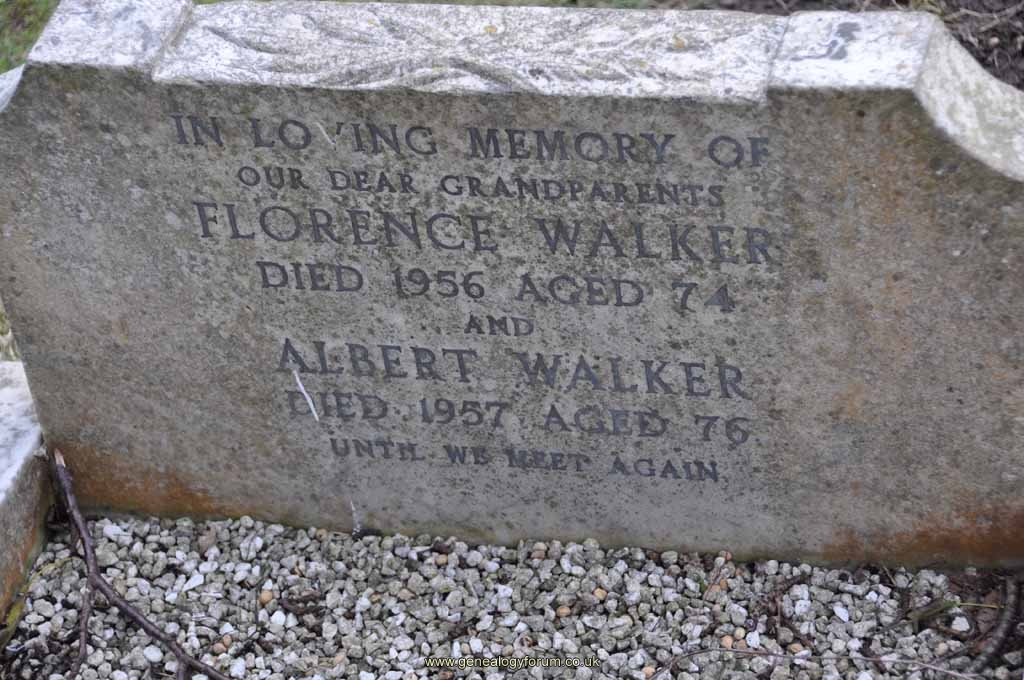 IN LOVING MEMORY OF
OUR DEAR GRANDPARENTS
FLORENCE WALKER
DIED 1956 AGED 74
AND
ALBERT WALKER
DIED 1957 AGED 76
UNTIL WE MEET AGAIN
www.genealogyforum.co.uk